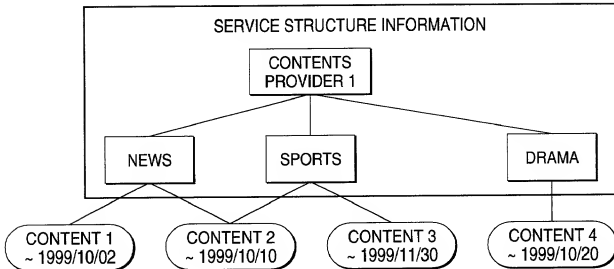 SERVICE STRUCTURE INFORMATION
CONTENTS
PROVIDER 1
NEWS
SPORTS
DRAMA
CONTENT 1
~ 1999/10/02
CONTENT 2
~ 1999/10/10
CONTENT 3
~ 1999/11/30
CONTENT 4
~ 1999/10/20